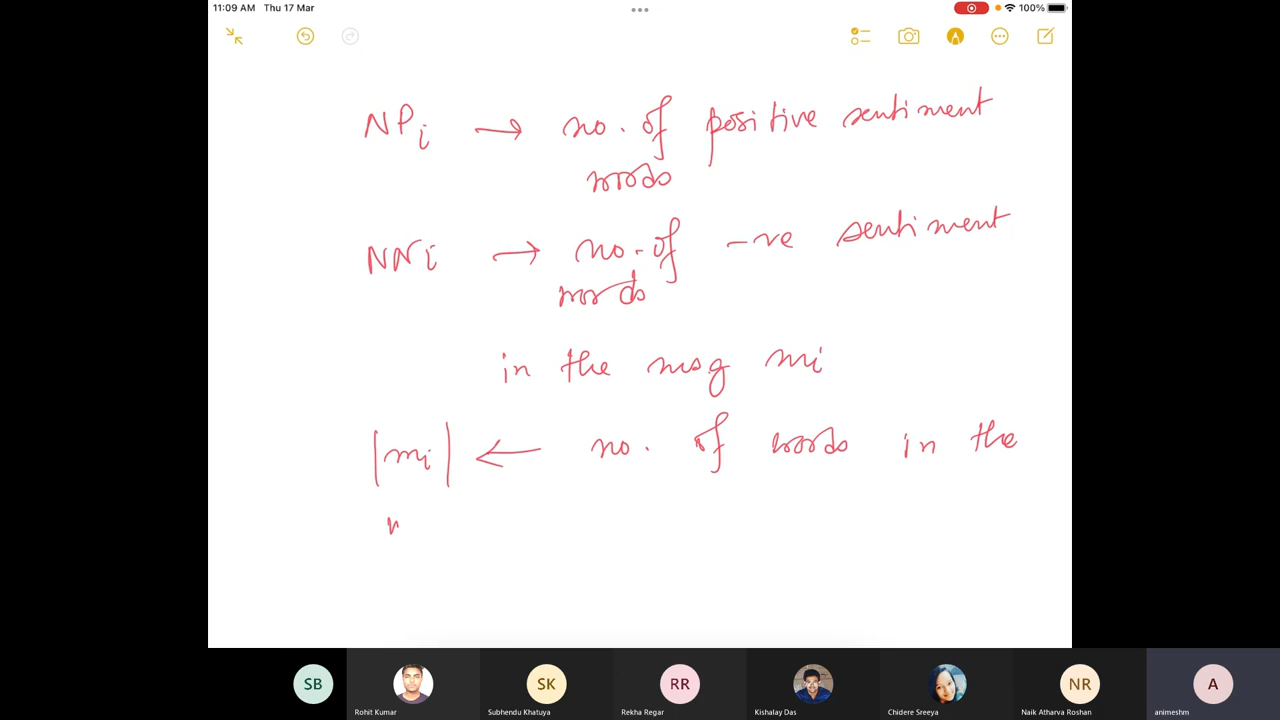 11:09 AM Thu 17 Mar
100%
NPi → no. of positive sentiment
words
NNi → no. of -ve sentiment
words
in the msg mi
|mi| ← no. of words in the
SB
SK
RR
NR
A
Rohit Kumar
Subhendu Khatuya
Rekha Regar
Kishalay Das
Chidere Sreeya
Naik Atharva Roshan
animeshm